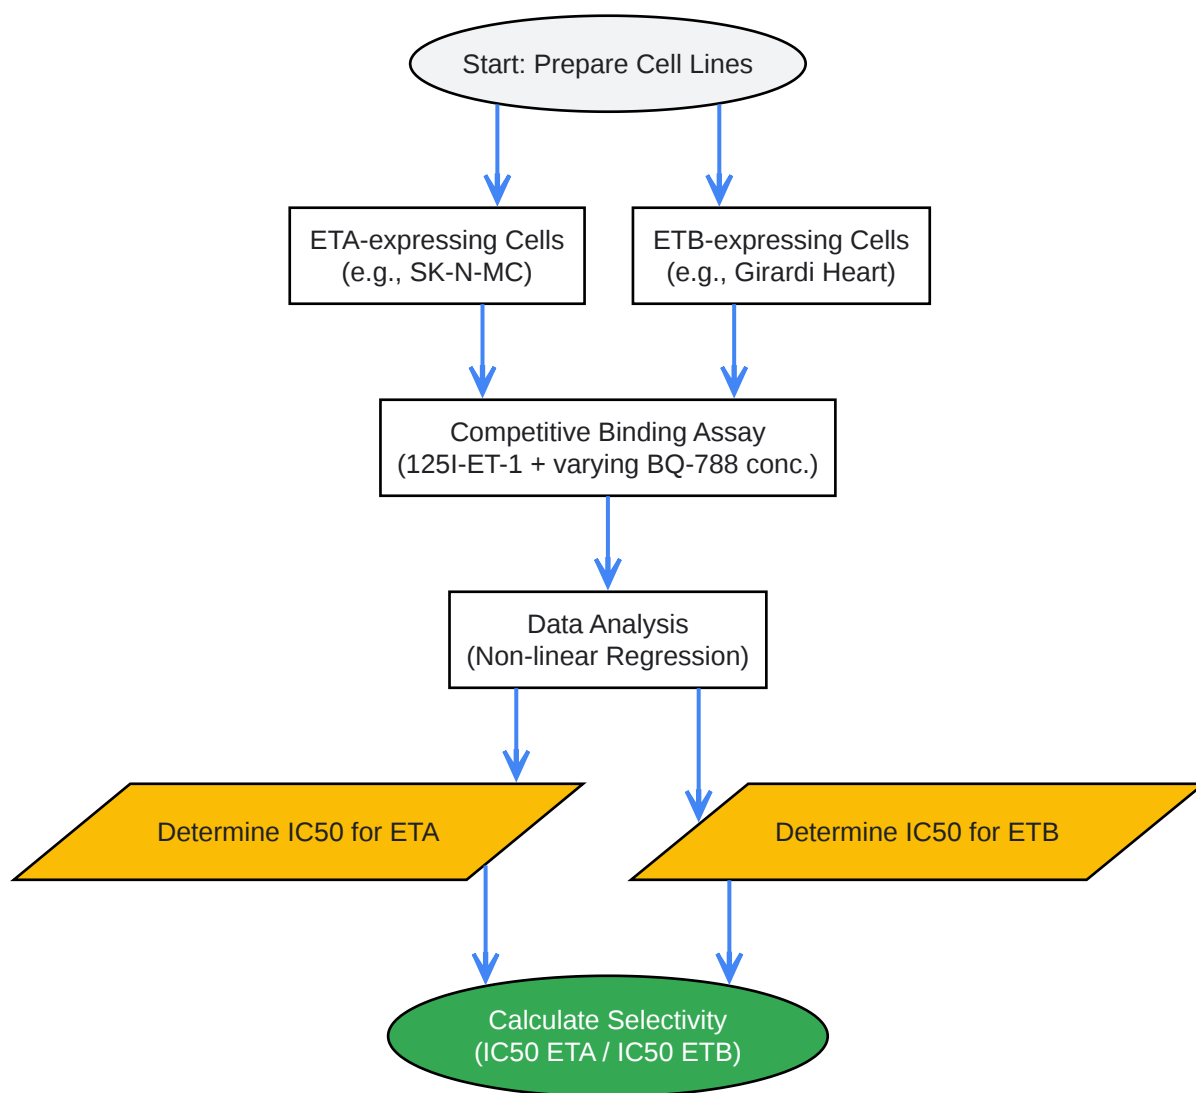 Start: Prepare Cell Lines
ETA-expressing Cells
(e.g., SK-N-MC)
ETB-expressing Cells
(e.g., Girardi Heart)
Competitive Binding Assay
(125I-ET-1 + varying BQ-788 conc.)
Data Analysis
(Non-linear Regression)
Determine IC50 for ETA
Determine IC50 for ETB
Calculate Selectivity
(IC50 ETA / IC50 ETB)